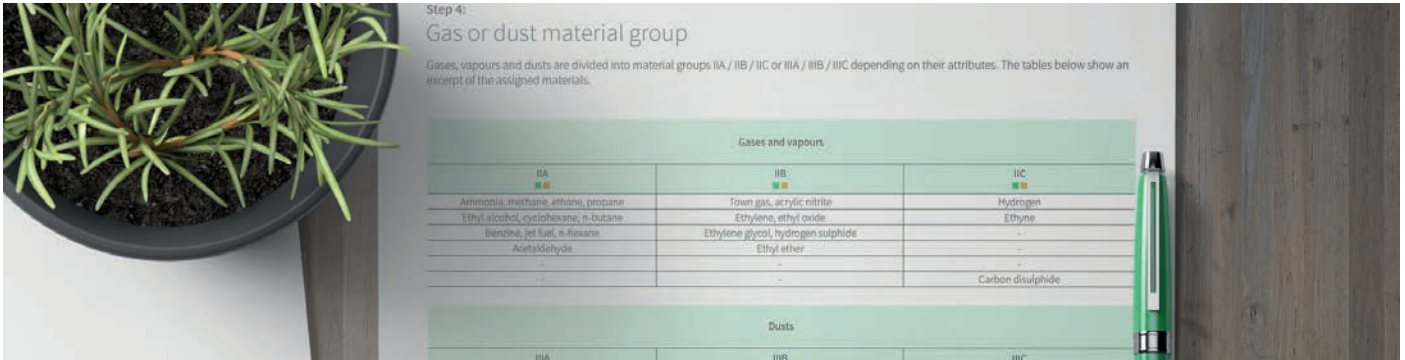 Step 4:
Gas or dust material group
Gases, vapours and dusts are divided into material groups IIA / IIB / IIC or IIIA / IIIB / IIIC depending on their attributes. The tables below show an
excerpt of the assigned materials.
Gases and vapours
IIA IIB IIC
Ammonia, methane, ethane, propane Town gas, acrylic nitrite Hydrogen
Ethyl alcohol, cyclohexane, n-butane Ethylene, ethyl oxide Ethyne
Benzine, jet fuel, n-hexane Ethylene glycol, hydrogen sulphide -
Acetaldehyde Ethyl ether -
- - -
- - Carbon disulphide
Dusts
IIIA IIIB IIIC